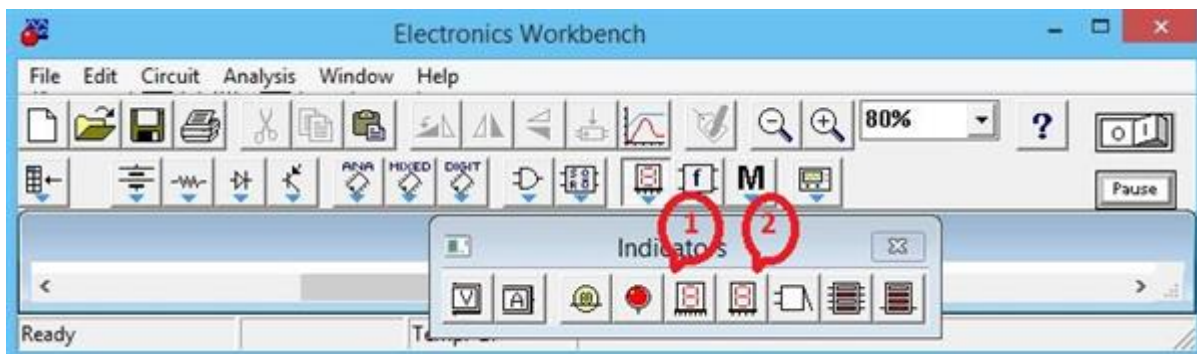 Electronics Workbench
File Edit Circuit Analysis Window Help
80% ?
ANA MIXED DIGIT f M Pause
1 2
Indicators
V A
Ready